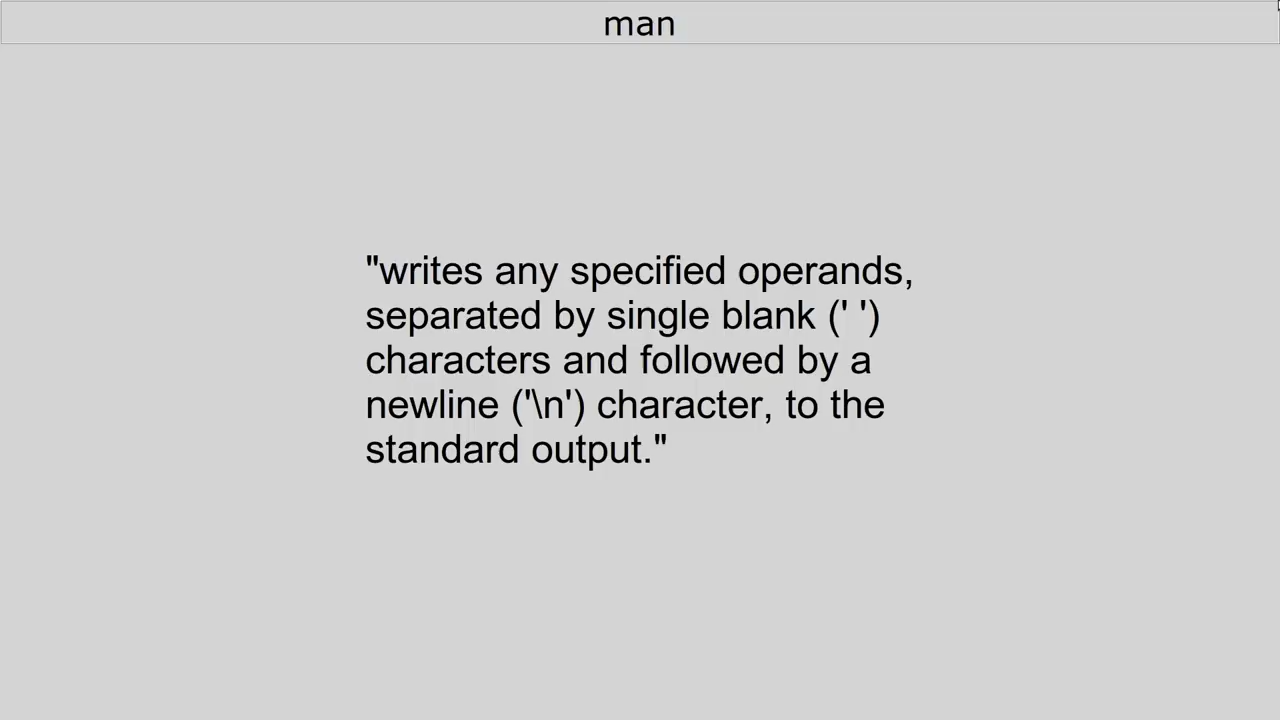 man
"writes any specified operands,
separated by single blank (' ')
characters and followed by a
newline ('\n') character, to the
standard output."